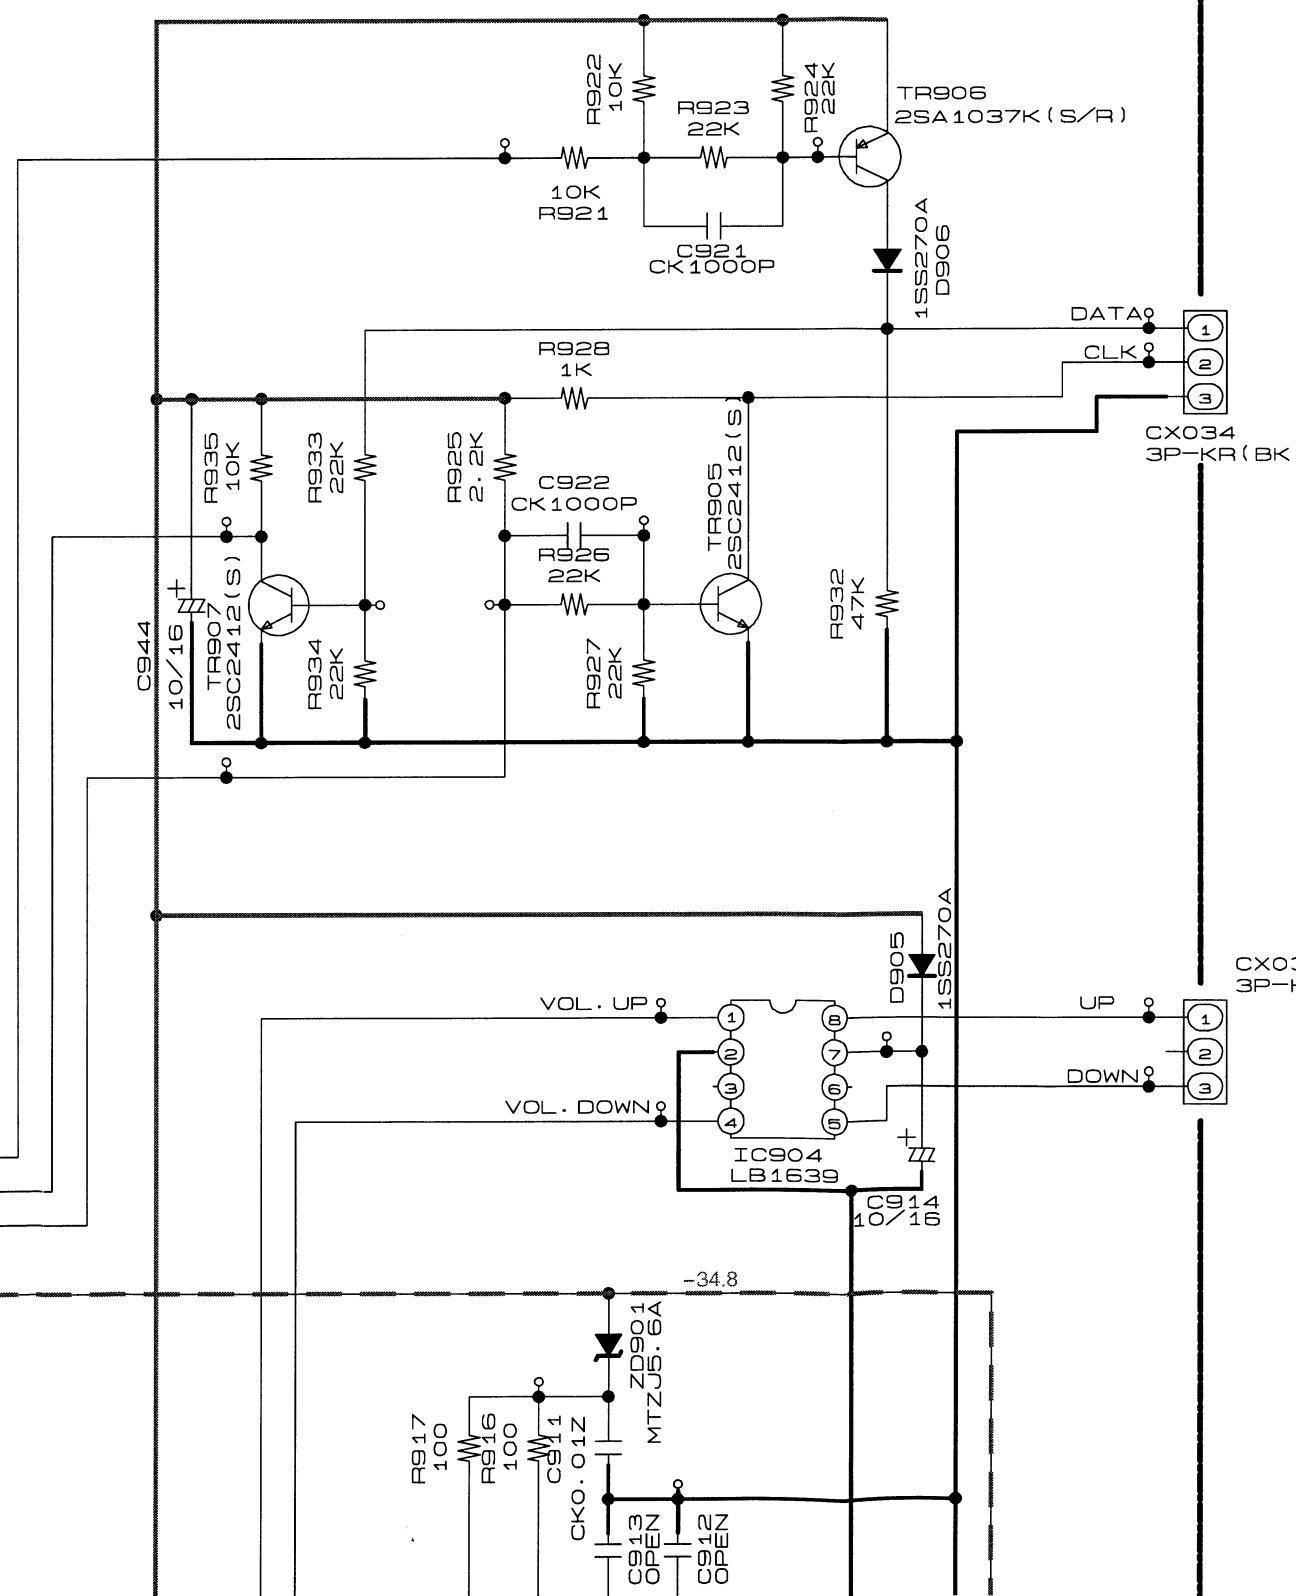 R922
10K
R923
22K
R924
22K
TR906
2SA1037K(S/R)
10K
R921
C921
CK1000P
1SS270A
D906
DATA
1
CLK
2
3
CX034
3P-KR(BK
R928
1K
R935
10K
R933
22K
R925
2.2K
C922
CK1000P
R926
22K
TR905
2SC2412(S)
C944
+
10/16
TR907
2SC2412(S)
R934
22K
R927
22K
R932
47K
D905
1SS270A
VOL.UP
1
2
3
4
8
7
6
5
UP
DOWN
1
2
3
3P-
VOL.DOWN
IC904
LB1639
+
C914
10/16
-34.8
ZD901
MTZJ5.6A
R917
100
R916
100
C911
CK0.01Z
C913
OPEN
C912
OPEN